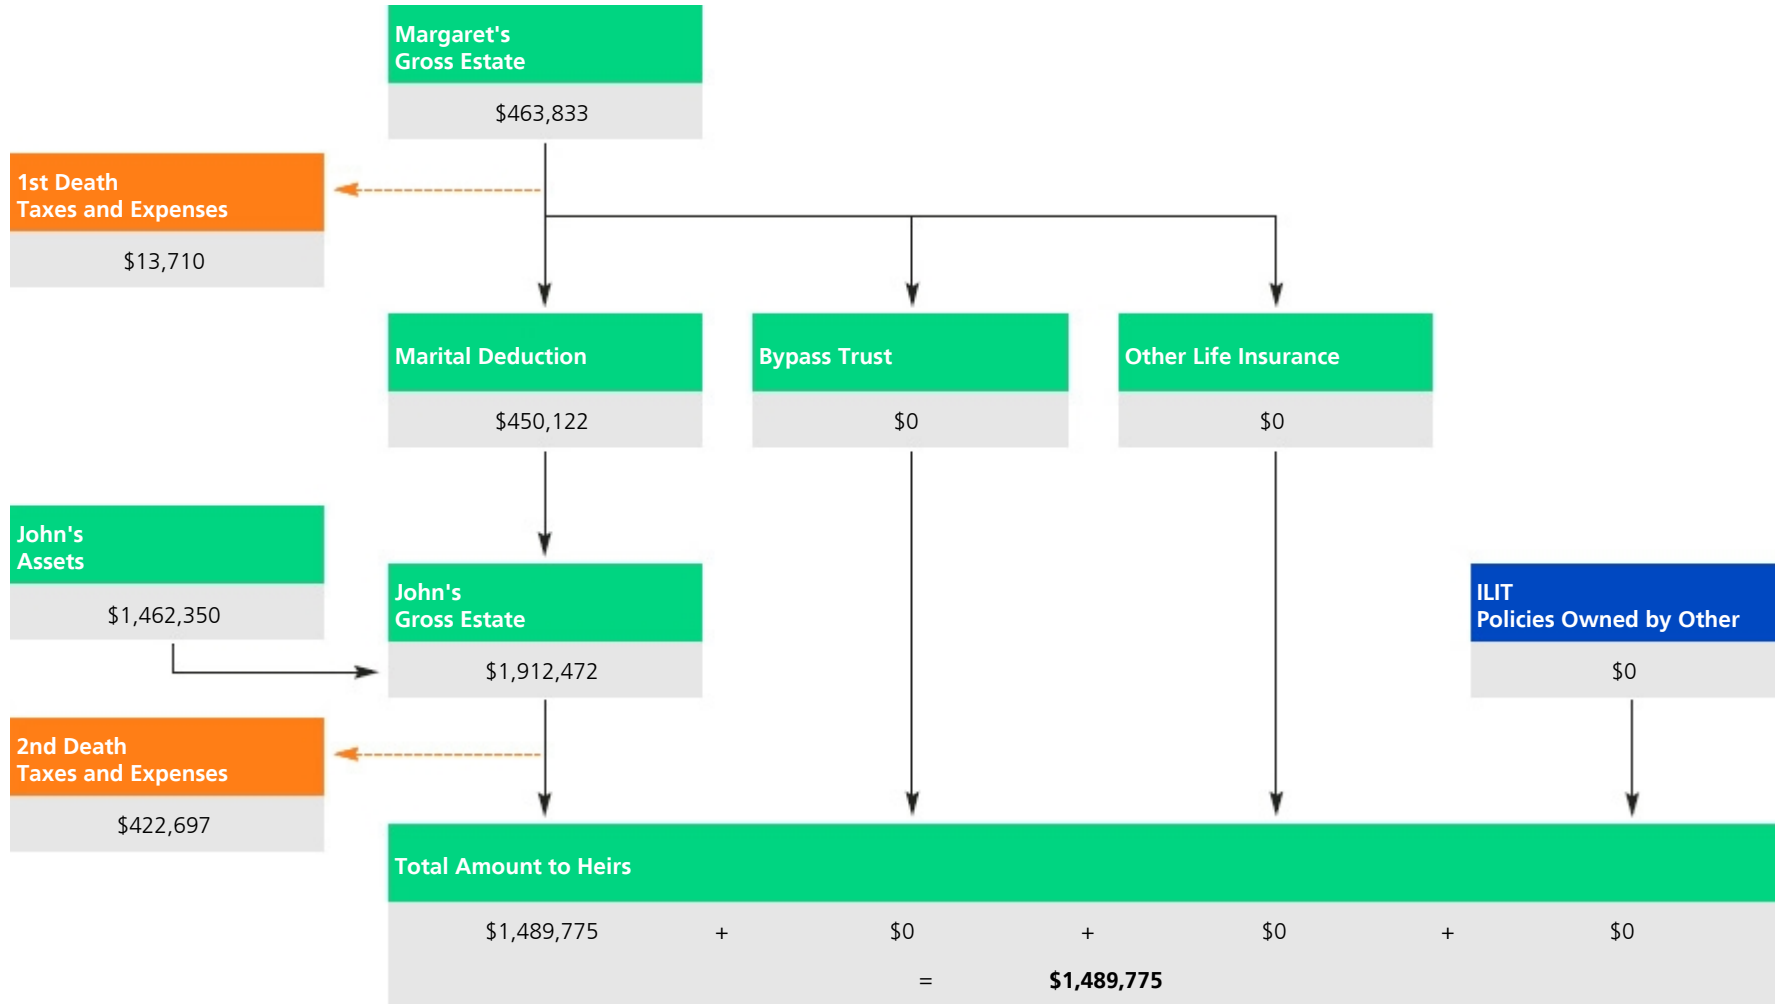 Margaret's
Gross Estate
$463,833
1st Death
Taxes and Expenses
$13,710
Marital Deduction
$450,122
Bypass Trust
$0
Other Life Insurance
$0
John's
Assets
$1,462,350
John's
Gross Estate
$1,912,472
ILIT
Policies Owned by Other
$0
2nd Death
Taxes and Expenses
$422,697
Total Amount to Heirs
$1,489,775 + $0 + $0 + $0
= $1,489,775